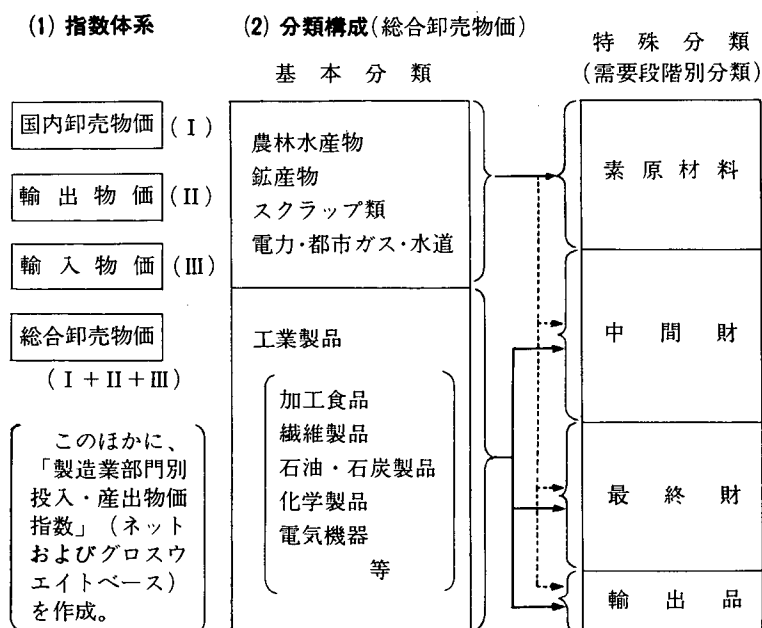 (1) 指数体系
国内卸売物価 (Ⅰ)
輸出物価 (Ⅱ)
輸入物価 (Ⅲ)
総合卸売物価
(Ⅰ+Ⅱ+Ⅲ)
このほかに、
「製造業部門別
投入・産出物価
指数」（ネット
およびグロスウ
エイトベース）
を作成。
(2) 分類構成(総合卸売物価)
基本分類
農林水産物
鉱産物
スクラップ類
電力・都市ガス・水道
工業製品
加工食品
繊維製品
石油・石炭製品
化学製品
電気機器
等
特殊分類
(需要段階別分類)
素原材料
中間財
最終財
輸出品